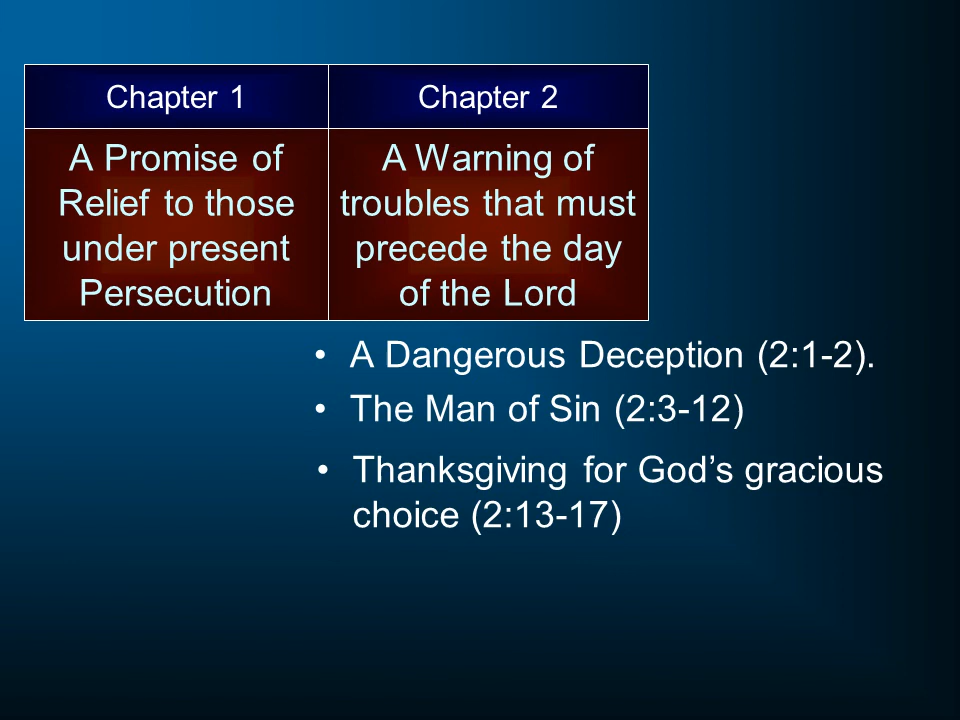 Chapter 1
Chapter 2
A Promise of
Relief to those
under present
Persecution
A Warning of
troubles that must
precede the day
of the Lord
• A Dangerous Deception (2:1-2).
• The Man of Sin (2:3-12)
• Thanksgiving for God’s gracious
choice (2:13-17)